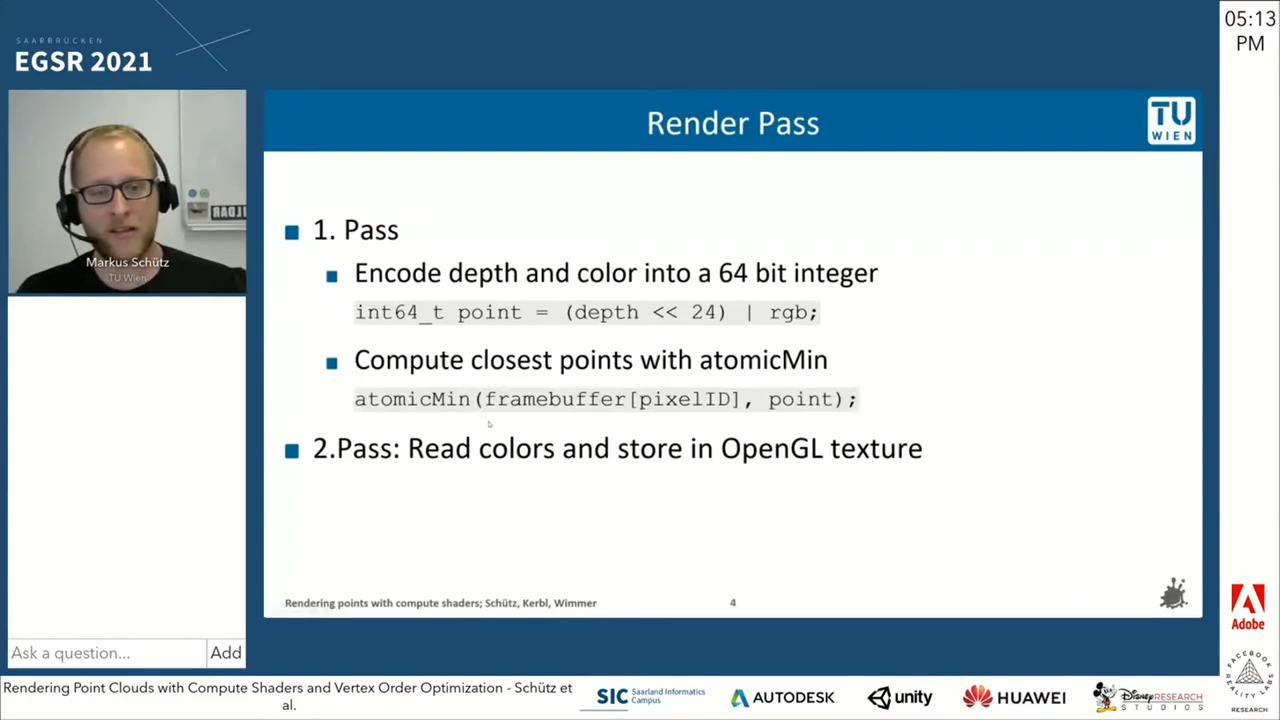 SAARBRÜCKEN
EGSR 2021
05:13
PM
Markus Schütz
TU Wien
Render Pass
TU
WIEN
1. Pass
Encode depth and color into a 64 bit integer
int64_t point = (depth << 24) | rgb;
Compute closest points with atomicMin
atomicMin(framebuffer[pixelID], point);
2.Pass: Read colors and store in OpenGL texture
Rendering points with compute shaders; Schütz, Kerbl, Wimmer
4
Ask a question...
Add
Rendering Point Clouds with Compute Shaders and Vertex Order Optimization - Schütz et
al.
SIC Saarland Informatics
Campus
AUTODESK
unity
HUAWEI
Disney RESEARCH
STUDIOS
Adobe
FACEBOOK
REALITY LABS
RESEARCH